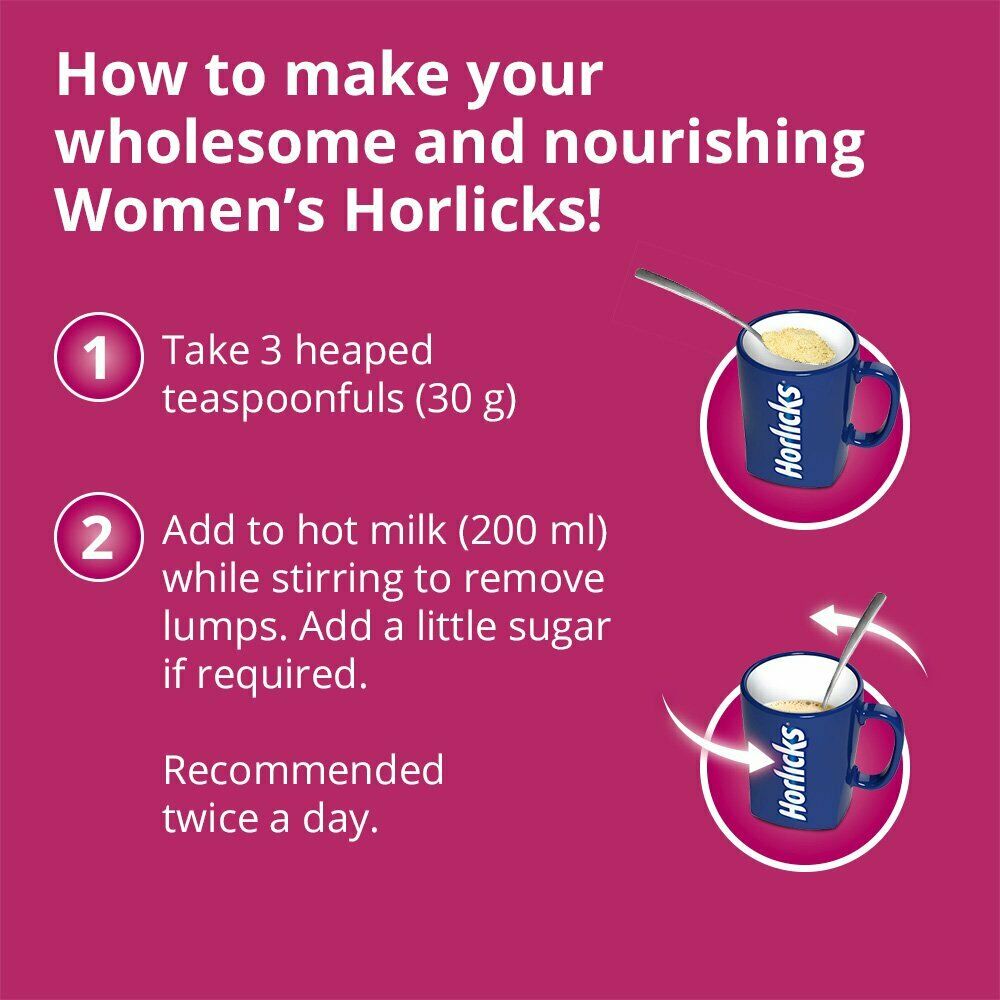 How to make your
wholesome and nourishing
Women’s Horlicks!
1
Take 3 heaped
teaspoonfuls (30 g)
Horlicks
2
Add to hot milk (200 ml)
while stirring to remove
lumps. Add a little sugar
if required.
Recommended
twice a day.
Horlicks